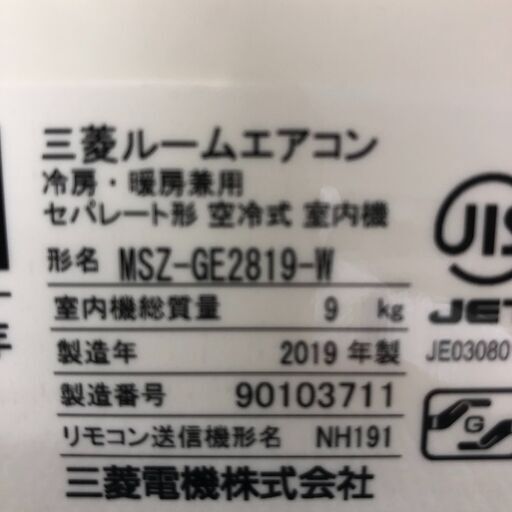 三菱ルームエアコン
冷房・暖房兼用
セパレート形 空冷式 室内機
形名 MSZ-GE2819-W
室内機総質量 9 kg
製造年 2019 年製
製造番号 90103711
リモコン送信機形名 NH191
三菱電機株式会社
JIS
JET
JE03080
G
年